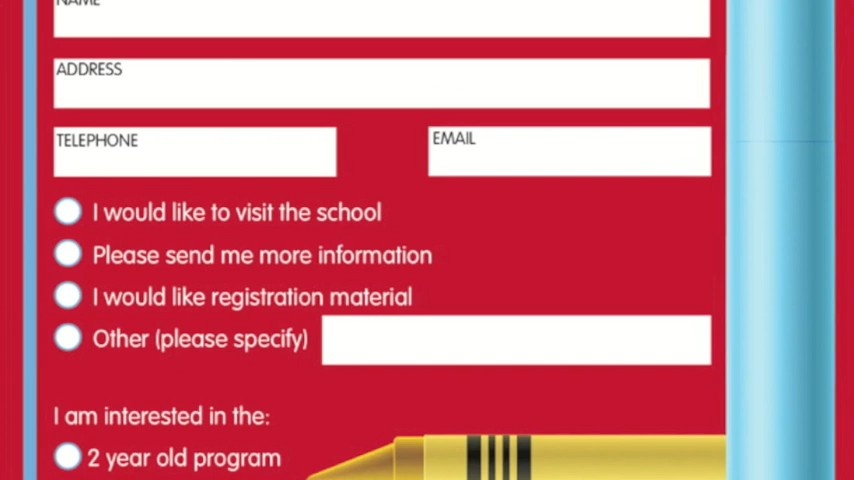 NAME
ADDRESS
TELEPHONE EMAIL
I would like to visit the school
Please send me more information
I would like registration material
Other (please specify)
I am interested in the:
2 year old program